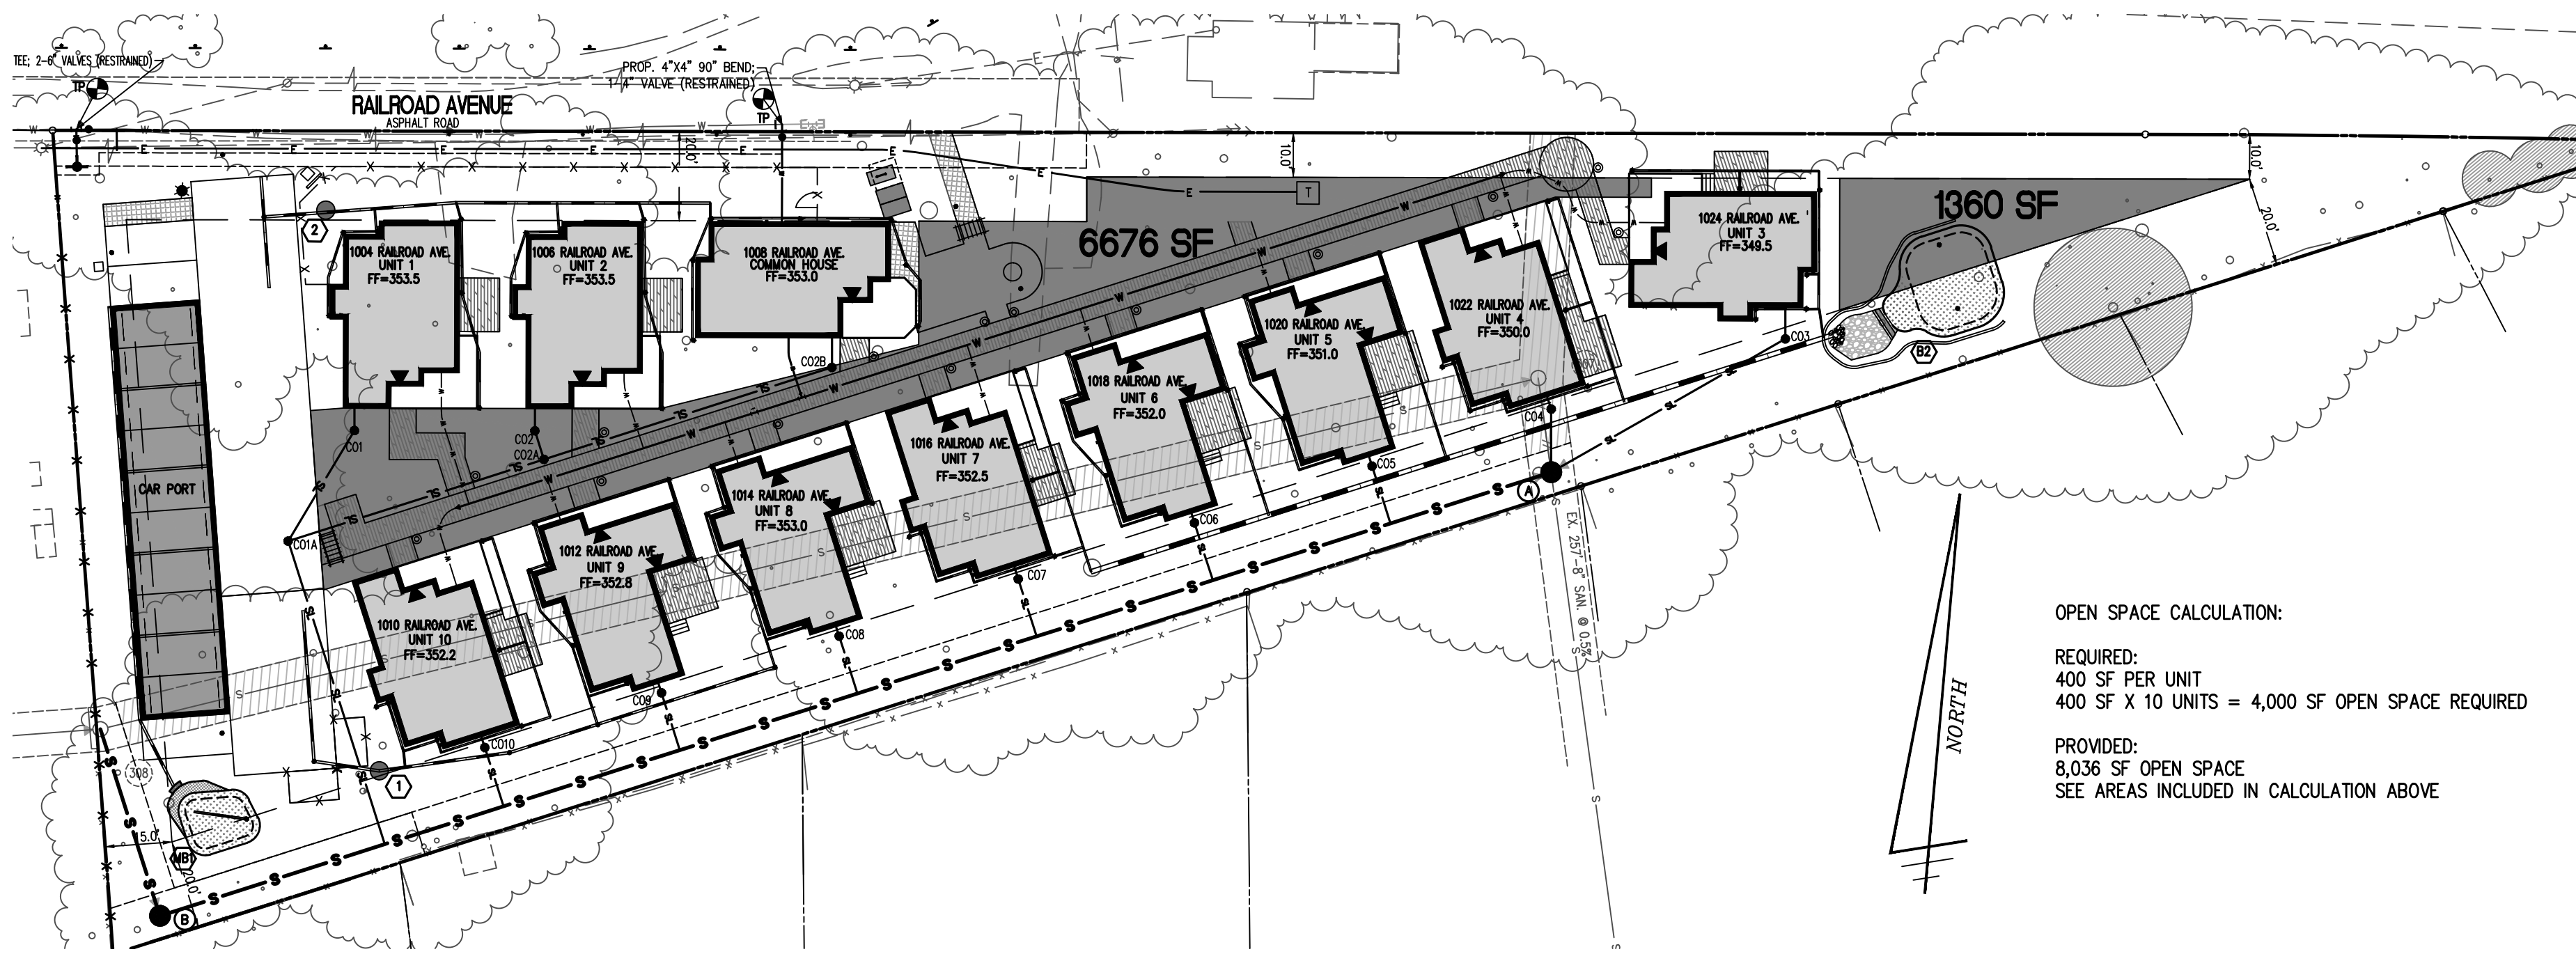 TEE; 2-6" VALVES (RESTRAINED)
TP
RAILROAD AVENUE
ASPHALT ROAD
PROP. 4"X4" 90° BEND;
1-4" VALVE (RESTRAINED)
TP
20.0'
10.0'
10.0'
20.0'
T
2
1004 RAILROAD AVE.
UNIT 1
FF=353.5
1006 RAILROAD AVE.
UNIT 2
FF=353.5
1008 RAILROAD AVE.
COMMON HOUSE
FF=353.0
6676 SF
1024 RAILROAD AVE.
UNIT 3
FF=349.5
1360 SF
1022 RAILROAD AVE.
UNIT 4
FF=350.0
1020 RAILROAD AVE.
UNIT 5
FF=351.0
1018 RAILROAD AVE.
UNIT 6
FF=352.0
1016 RAILROAD AVE.
UNIT 7
FF=352.5
1014 RAILROAD AVE.
UNIT 8
FF=353.0
1012 RAILROAD AVE.
UNIT 9
FF=352.8
1010 RAILROAD AVE.
UNIT 10
FF=352.2
CAR PORT
CO1
CO1A
CO2
CO2A
CO2B
CO3
CO4
CO5
CO6
CO7
CO8
CO9
CO10
B2
A
EX. 257'-8" SAN. @ 0.5%
308
1
15.0'
WB1
20.0'
B
NORTH
OPEN SPACE CALCULATION:
REQUIRED:
400 SF PER UNIT
400 SF X 10 UNITS = 4,000 SF OPEN SPACE REQUIRED
PROVIDED:
8,036 SF OPEN SPACE
SEE AREAS INCLUDED IN CALCULATION ABOVE